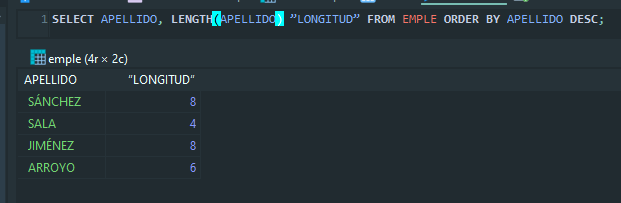 1 SELECT APELLIDO, LENGTH(APELLIDO) ”LONGITUD” FROM EMPLE ORDER BY APELLIDO DESC;
emple (4r × 2c)
APELLIDO ”LONGITUD”
SÁNCHEZ 8
SALA 4
JIMÉNEZ 8
ARROYO 6